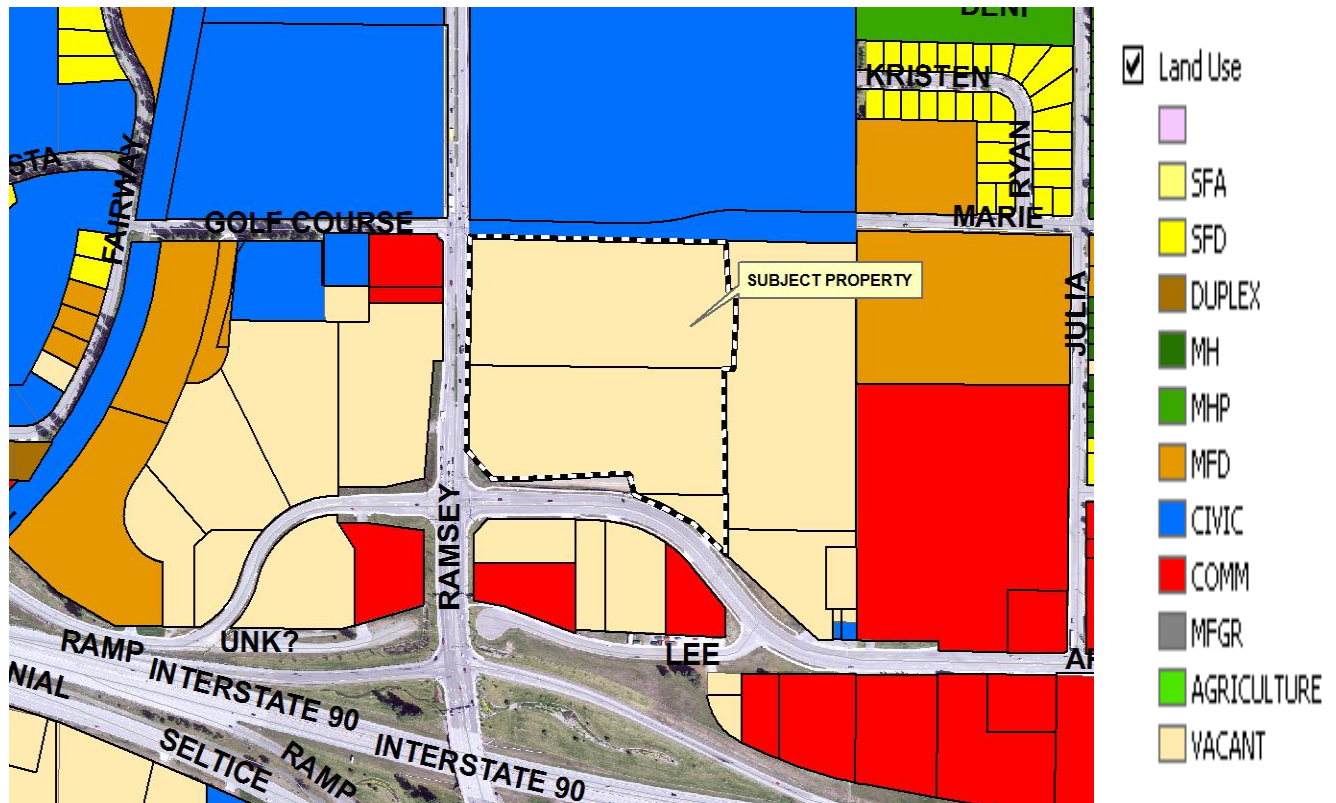 DENI
KRISTEN
STA
FAIRWAY
RYAN
GOLF COURSE
MARIE
SUBJECT PROPERTY
JULIA
RAMSEY
UNK?
LEE
RAMP
INTERSTATE 90
INTERSTATE 90
NIAL
SELTICE
RAMP
Land Use
SFA
SFD
DUPLEX
MH
MHP
MFD
CIVIC
COMM
MFGR
AGRICULTURE
VACANT